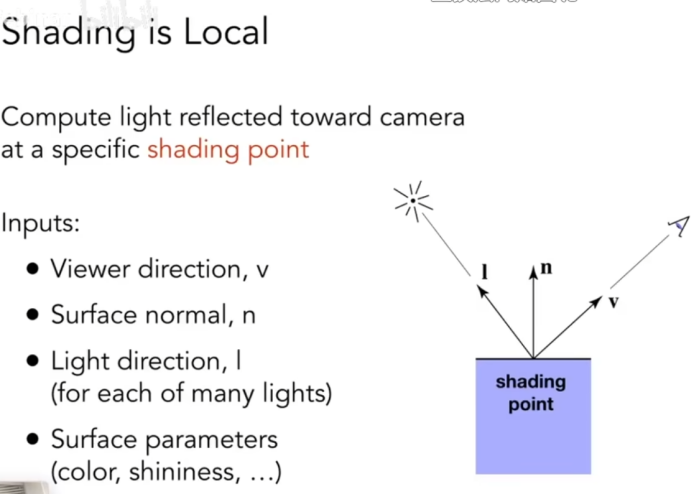 Shading is Local
Compute light reflected toward camera
at a specific shading point
Inputs:
• Viewer direction, v
• Surface normal, n
• Light direction, l
(for each of many lights)
• Surface parameters
(color, shininess, ...)
l
n
v
shading
point